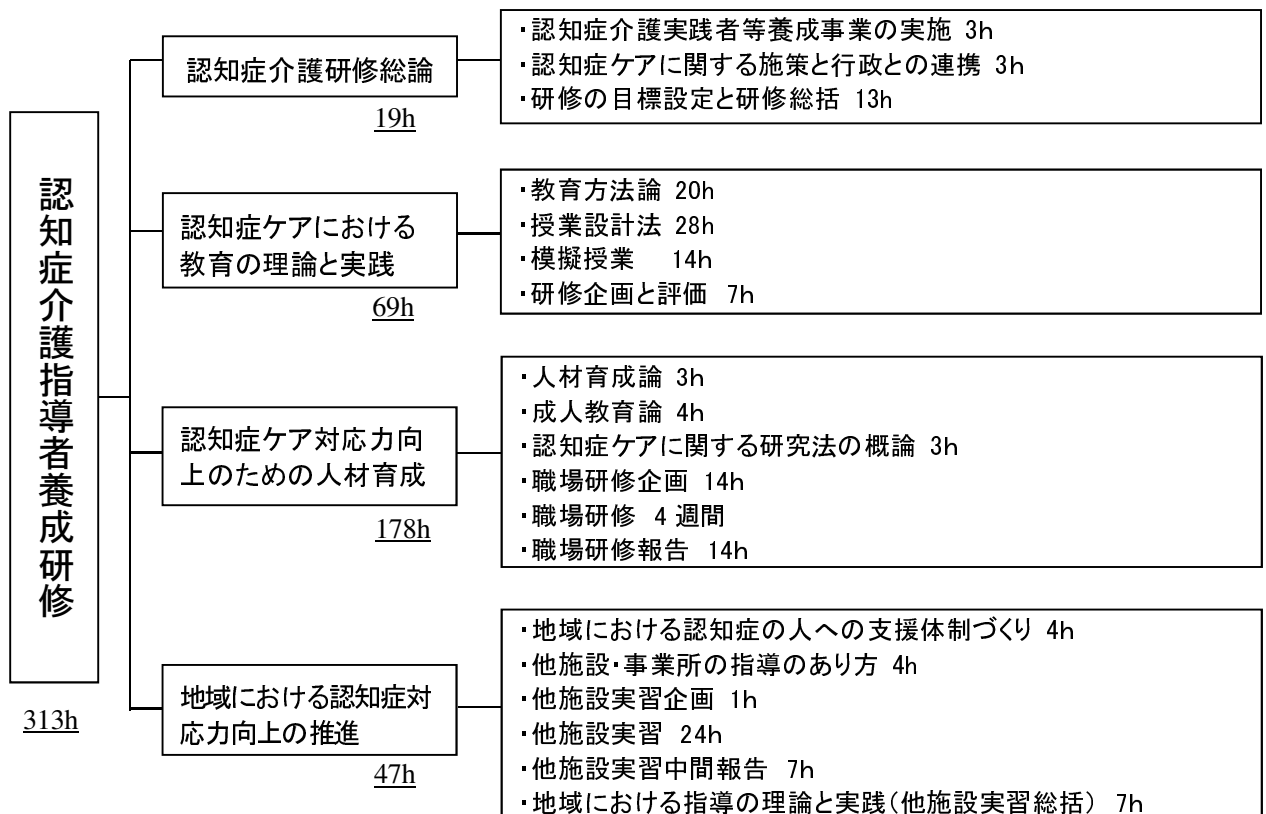 認知症介護指導者養成研修
313h
認知症介護研修総論
19h
・認知症介護実践者等養成事業の実施 3h
・認知症ケアに関する施策と行政との連携 3h
・研修の目標設定と研修総括 13h
認知症ケアにおける
教育の理論と実践
69h
・教育方法論 20h
・授業設計法 28h
・模擬授業 14h
・研修企画と評価 7h
認知症ケア対応力向
上のための人材育成
178h
・人材育成論 3h
・成人教育論 4h
・認知症ケアに関する研究法の概論 3h
・職場研修企画 14h
・職場研修 4週間
・職場研修報告 14h
地域における認知症対
応力向上の推進
47h
・地域における認知症の人への支援体制づくり 4h
・他施設・事業所の指導のあり方 4h
・他施設実習企画 1h
・他施設実習 24h
・他施設実習中間報告 7h
・地域における指導の理論と実践(他施設実習総括) 7h